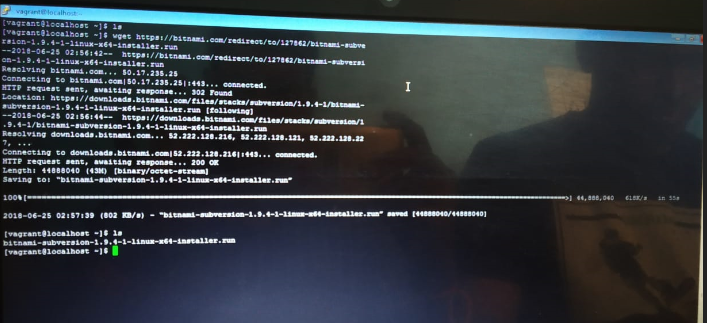 vagrant@localhost:~
[vagrant@localhost ~]$ ls
[vagrant@localhost ~]$ wget https://bitnami.com/redirect/to/127862/bitnami-subve
rsion-1.9.4-1-linux-x64-installer.run
--2018-06-25 02:56:42-- https://bitnami.com/redirect/to/127862/bitnami-subversi
on-1.9.4-1-linux-x64-installer.run
Resolving bitnami.com... 50.17.235.25
Connecting to bitnami.com|50.17.235.25|:443... connected.
HTTP request sent, awaiting response... 302 Found
Location: https://downloads.bitnami.com/files/stacks/subversion/1.9.4-1/bitnami-
subversion-1.9.4-1-linux-x64-installer.run [following]
--2018-06-25 02:56:44-- https://downloads.bitnami.com/files/stacks/subversion/1
.9.4-1/bitnami-subversion-1.9.4-1-linux-x64-installer.run
Resolving downloads.bitnami.com... 52.222.128.216, 52.222.128.121, 52.222.128.22
7, ...
Connecting to downloads.bitnami.com|52.222.128.216|:443... connected.
HTTP request sent, awaiting response... 200 OK
Length: 44888040 (43M) [binary/octet-stream]
Saving to: “bitnami-subversion-1.9.4-1-linux-x64-installer.run”
100%[======================================>] 44,888,040 616K/s in 55s
2018-06-25 02:57:39 (802 KB/s) - “bitnami-subversion-1.9.4-1-linux-x64-installer.run” saved [44888040/44888040]
[vagrant@localhost ~]$ ls
bitnami-subversion-1.9.4-1-linux-x64-installer.run
[vagrant@localhost ~]$